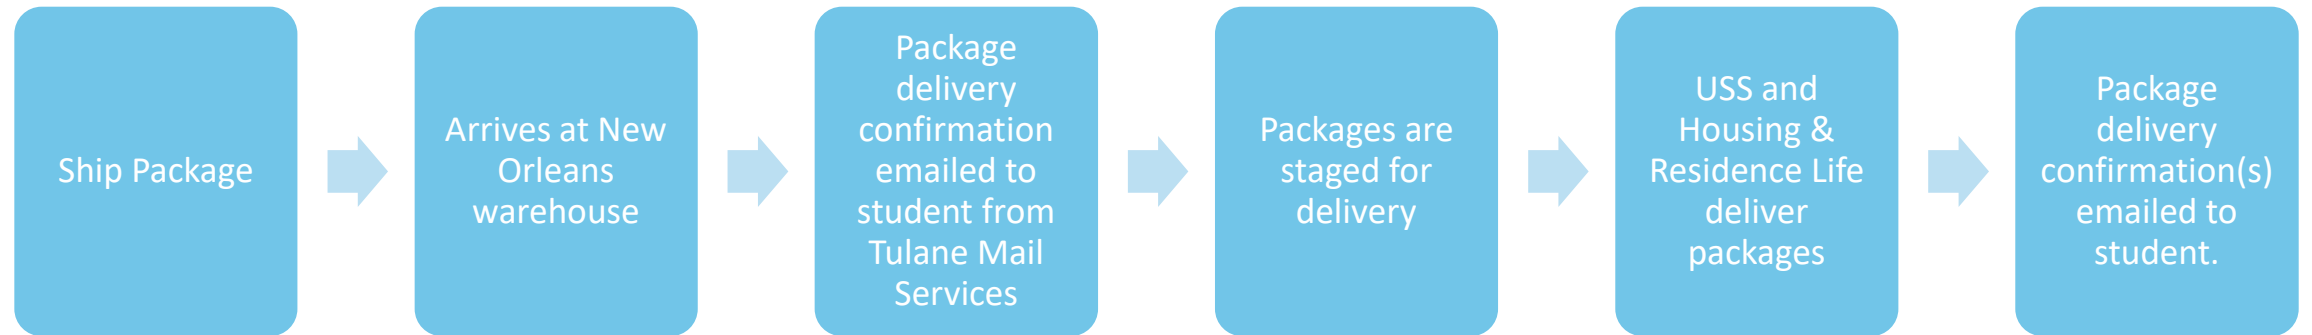 Ship Package
Arrives at New
Orleans
warehouse
Package
delivery
confirmation
emailed to
student from
Tulane Mail
Services
Packages are
staged for
delivery
USS and
Housing &
Residence Life
deliver
packages
Package
delivery
confirmation(s)
emailed to
student.